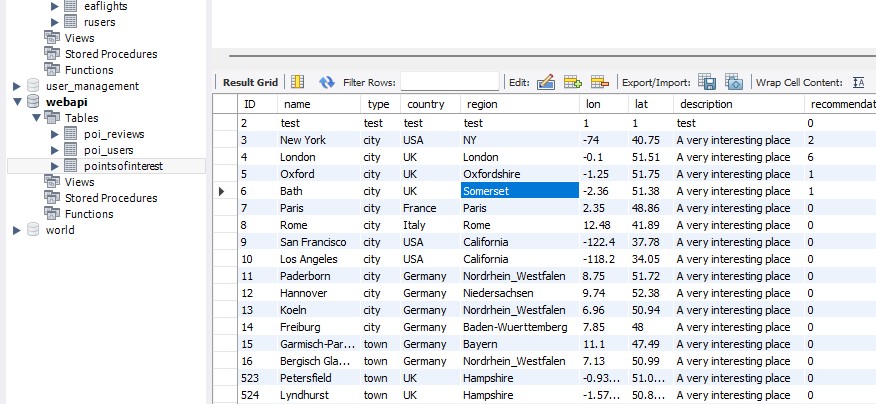 eaflights
rusers
Views
Stored Procedures
Functions
user_management
webapi
Tables
poi_reviews
poi_users
pointsofinterest
Views
Stored Procedures
Functions
world
Result Grid Filter Rows: Edit: Export/Import: Wrap Cell Content: IA
ID name type country region lon lat description recommendat
2 test test test test 1 1 test 0
3 New York city USA NY -74 40.75 A very interesting place 2
4 London city UK London -0.1 51.51 A very interesting place 6
5 Oxford city UK Oxfordshire -1.25 51.75 A very interesting place 1
6 Bath city UK Somerset -2.36 51.38 A very interesting place 1
7 Paris city France Paris 2.35 48.86 A very interesting place 0
8 Rome city Italy Rome 12.48 41.89 A very interesting place 0
9 San Francisco city USA California -122.4 37.78 A very interesting place 0
10 Los Angeles city USA California -118.2 34.05 A very interesting place 0
11 Paderborn city Germany Nordrhein_Westfalen 8.75 51.72 A very interesting place 0
12 Hannover city Germany Niedersachsen 9.74 52.38 A very interesting place 0
13 Koeln city Germany Nordrhein_Westfalen 6.96 50.94 A very interesting place 0
14 Freiburg city Germany Baden-Wuerttemberg 7.85 48 A very interesting place 0
15 Garmisch-Par... town Germany Bayern 11.1 47.49 A very interesting place 0
16 Bergisch Gla... town Germany Nordrhein_Westfalen 7.13 50.99 A very interesting place 0
523 Petersfield town UK Hampshire -0.93... 51.0... A very interesting place 0
524 Lyndhurst town UK Hampshire -1.57... 50.8... A very interesting place 0